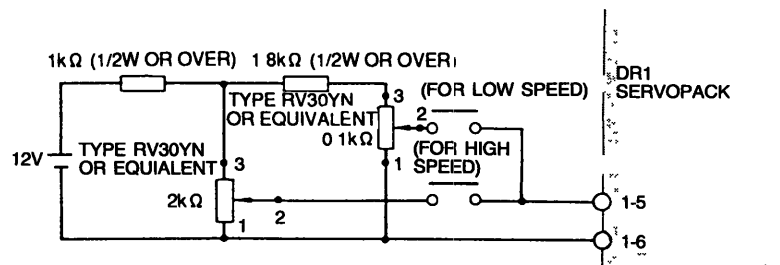 1kΩ (1/2W OR OVER)
1 8kΩ (1/2W OR OVER)
TYPE RV30YN
OR EQUIVALENT
0 1kΩ
3
2
1
(FOR LOW SPEED)
(FOR HIGH
SPEED)
DR1
SERVOPACK
12V
TYPE RV30YN
OR EQUIALENT
3
2kΩ
2
1
1-5
1-6